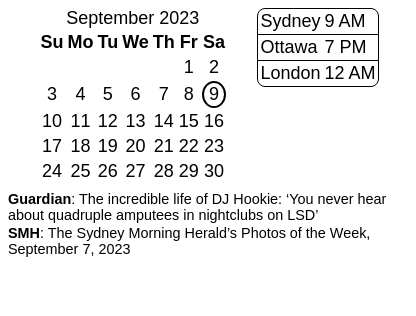 September 2023
Su Mo Tu We Th Fr Sa
1 2
3 4 5 6 7 8 9
10 11 12 13 14 15 16
17 18 19 20 21 22 23
24 25 26 27 28 29 30
Sydney 9 AM
Ottawa 7 PM
London 12 AM
Guardian: The incredible life of DJ Hookie: ‘You never hear
about quadruple amputees in nightclubs on LSD’
SMH: The Sydney Morning Herald’s Photos of the Week,
September 7, 2023